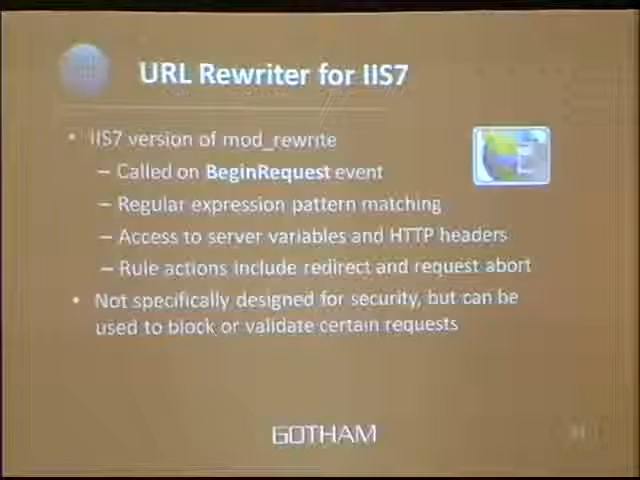 URL Rewriter for IIS7
• IIS7 version of mod_rewrite
– Called on BeginRequest event
– Regular expression pattern matching
– Access to server variables and HTTP headers
– Rule actions include redirect and request abort
• Not specifically designed for security, but can be
used to block or validate certain requests
GOTHAM